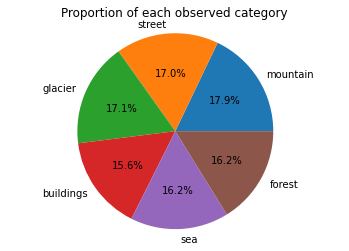 Proportion of each observed category
street
mountain
glacier
17.0%
17.9%
17.1%
buildings
15.6%
16.2%
16.2%
forest
sea